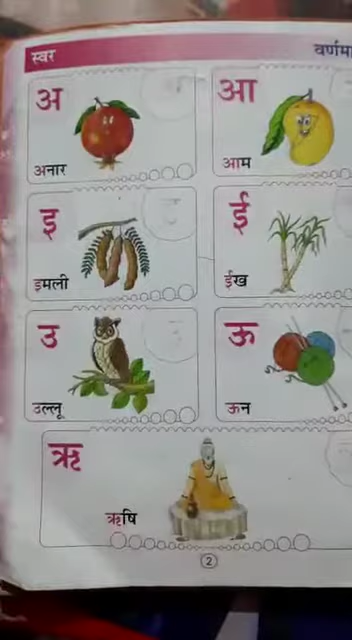 स्वर
वर्णमा
अ
अनार
आ
आम
इ
इमली
ई
ईख
उ
उल्लू
ऊ
ऊन
ऋ
ऋषि
2